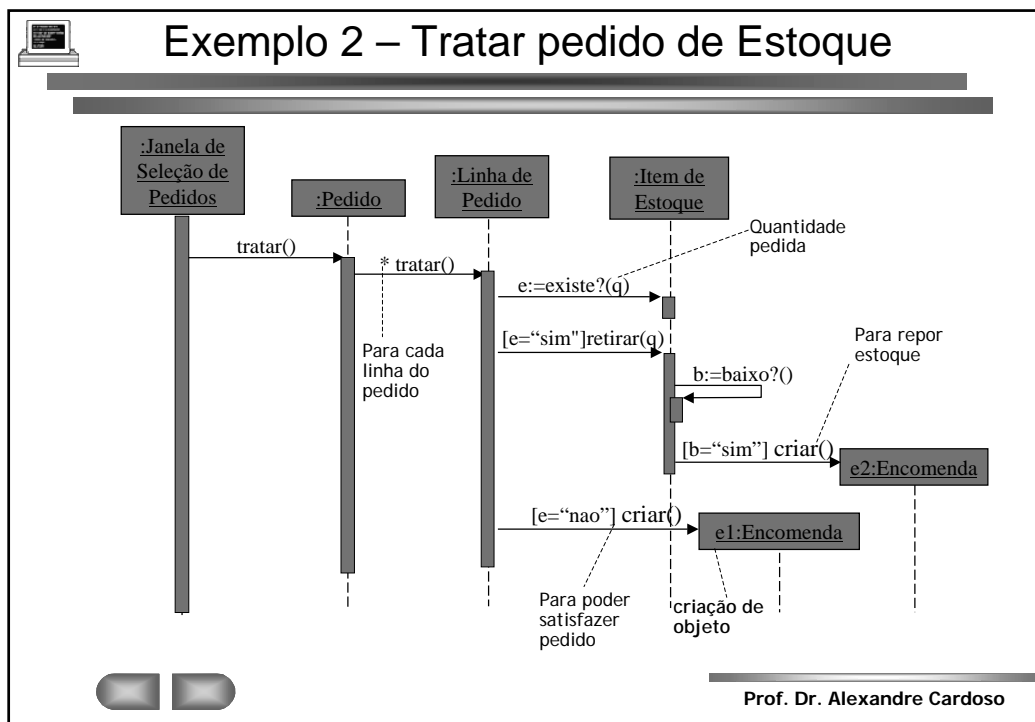 Exemplo 2 – Tratar pedido de Estoque
:Janela de
Seleção de
Pedidos
:Pedido
:Linha de
Pedido
:Item de
Estoque
Quantidade
pedida
tratar()
* tratar()
e:=existe?(q)
Para cada
linha do
pedido
[e=“sim"]retirar(q)
Para repor
estoque
b:=baixo?()
[b=“sim”] criar()
e2:Encomenda
[e=“nao”] criar()
e1:Encomenda
Para poder
satisfazer
pedido
criação de
objeto
Prof. Dr. Alexandre Cardoso